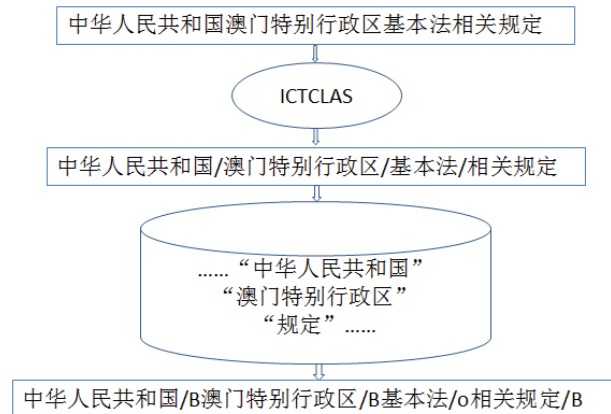 中华人民共和国澳门特别行政区基本法相关规定
ICTCLAS
中华人民共和国/澳门特别行政区/基本法/相关规定
……“中华人民共和国”
“澳门特别行政区”
“规定”……
中华人民共和国/B澳门特别行政区/B基本法/o相关规定/B